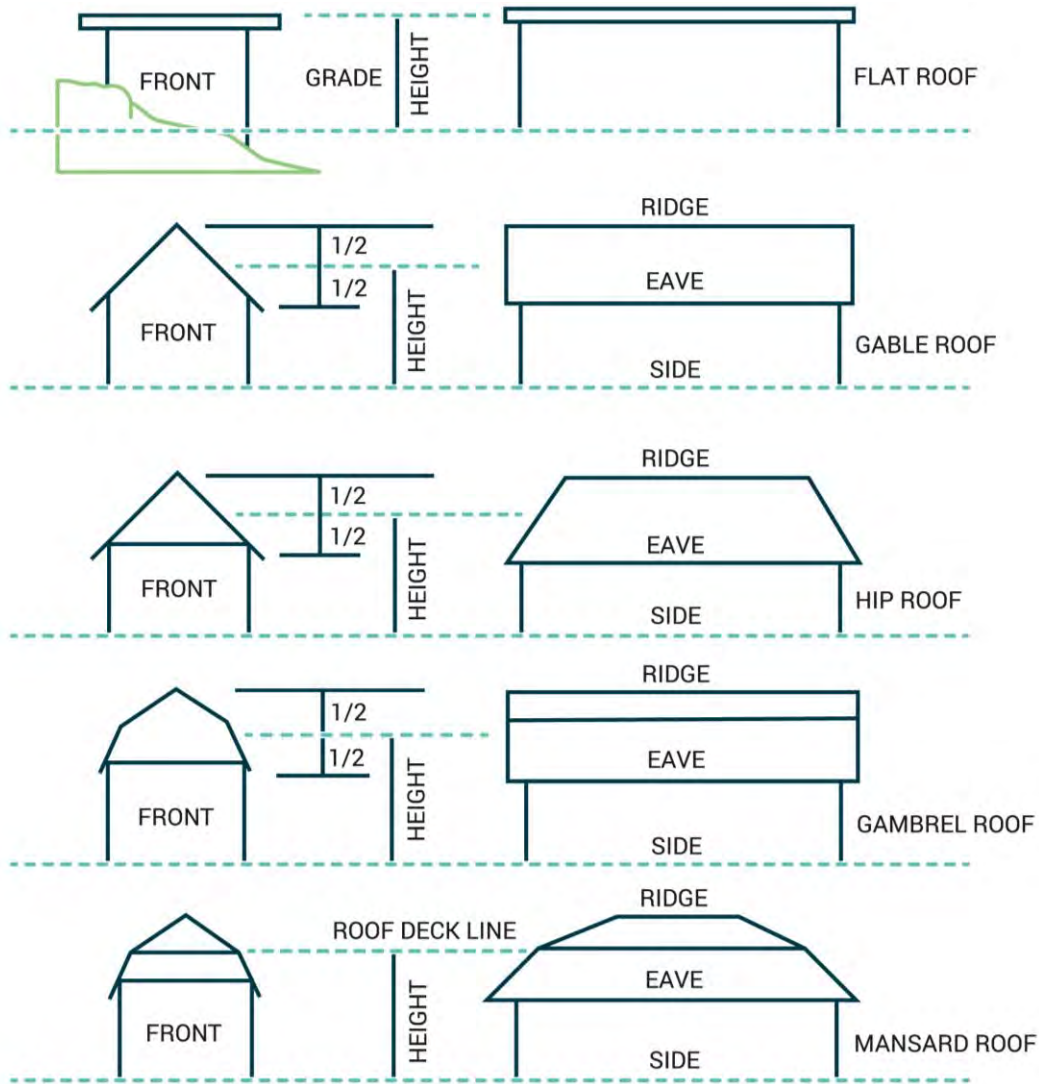 FRONT
GRADE
HEIGHT
FLAT ROOF
RIDGE
1/2
1/2
EAVE
FRONT
HEIGHT
GABLE ROOF
SIDE
RIDGE
1/2
1/2
EAVE
FRONT
HEIGHT
HIP ROOF
SIDE
RIDGE
1/2
1/2
EAVE
FRONT
HEIGHT
GAMBREL ROOF
SIDE
RIDGE
ROOF DECK LINE
EAVE
FRONT
HEIGHT
MANSARD ROOF
SIDE